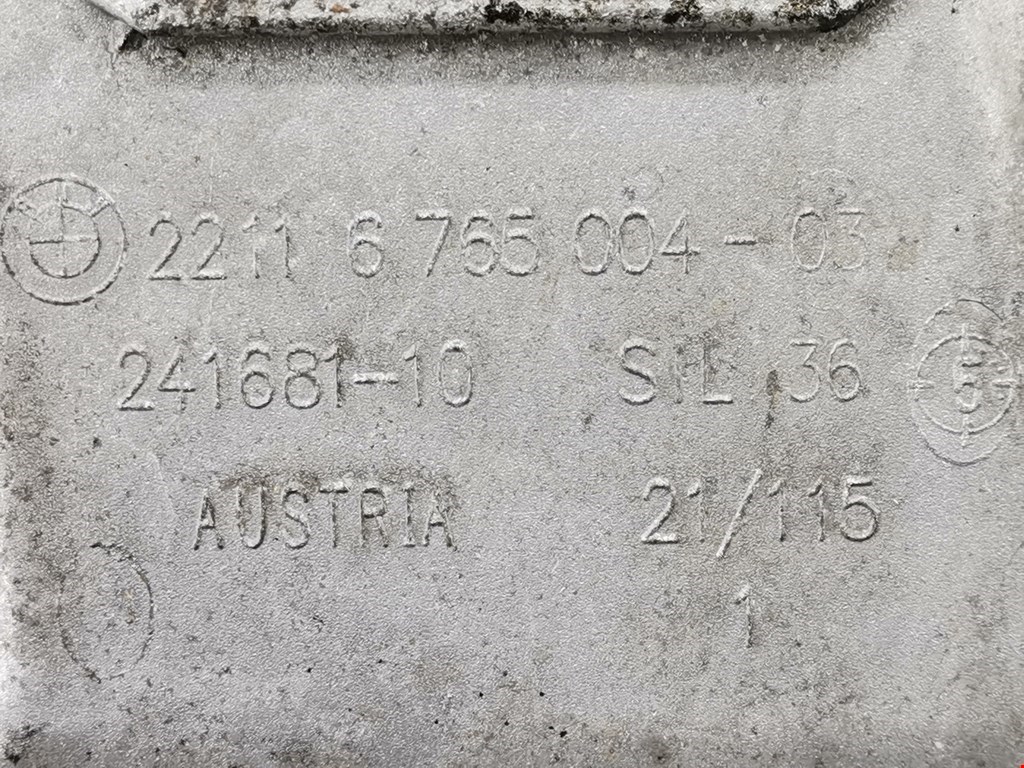 2211 6 765 004 - 03
241681-10 SIL 36
AUSTRIA 21/115
1